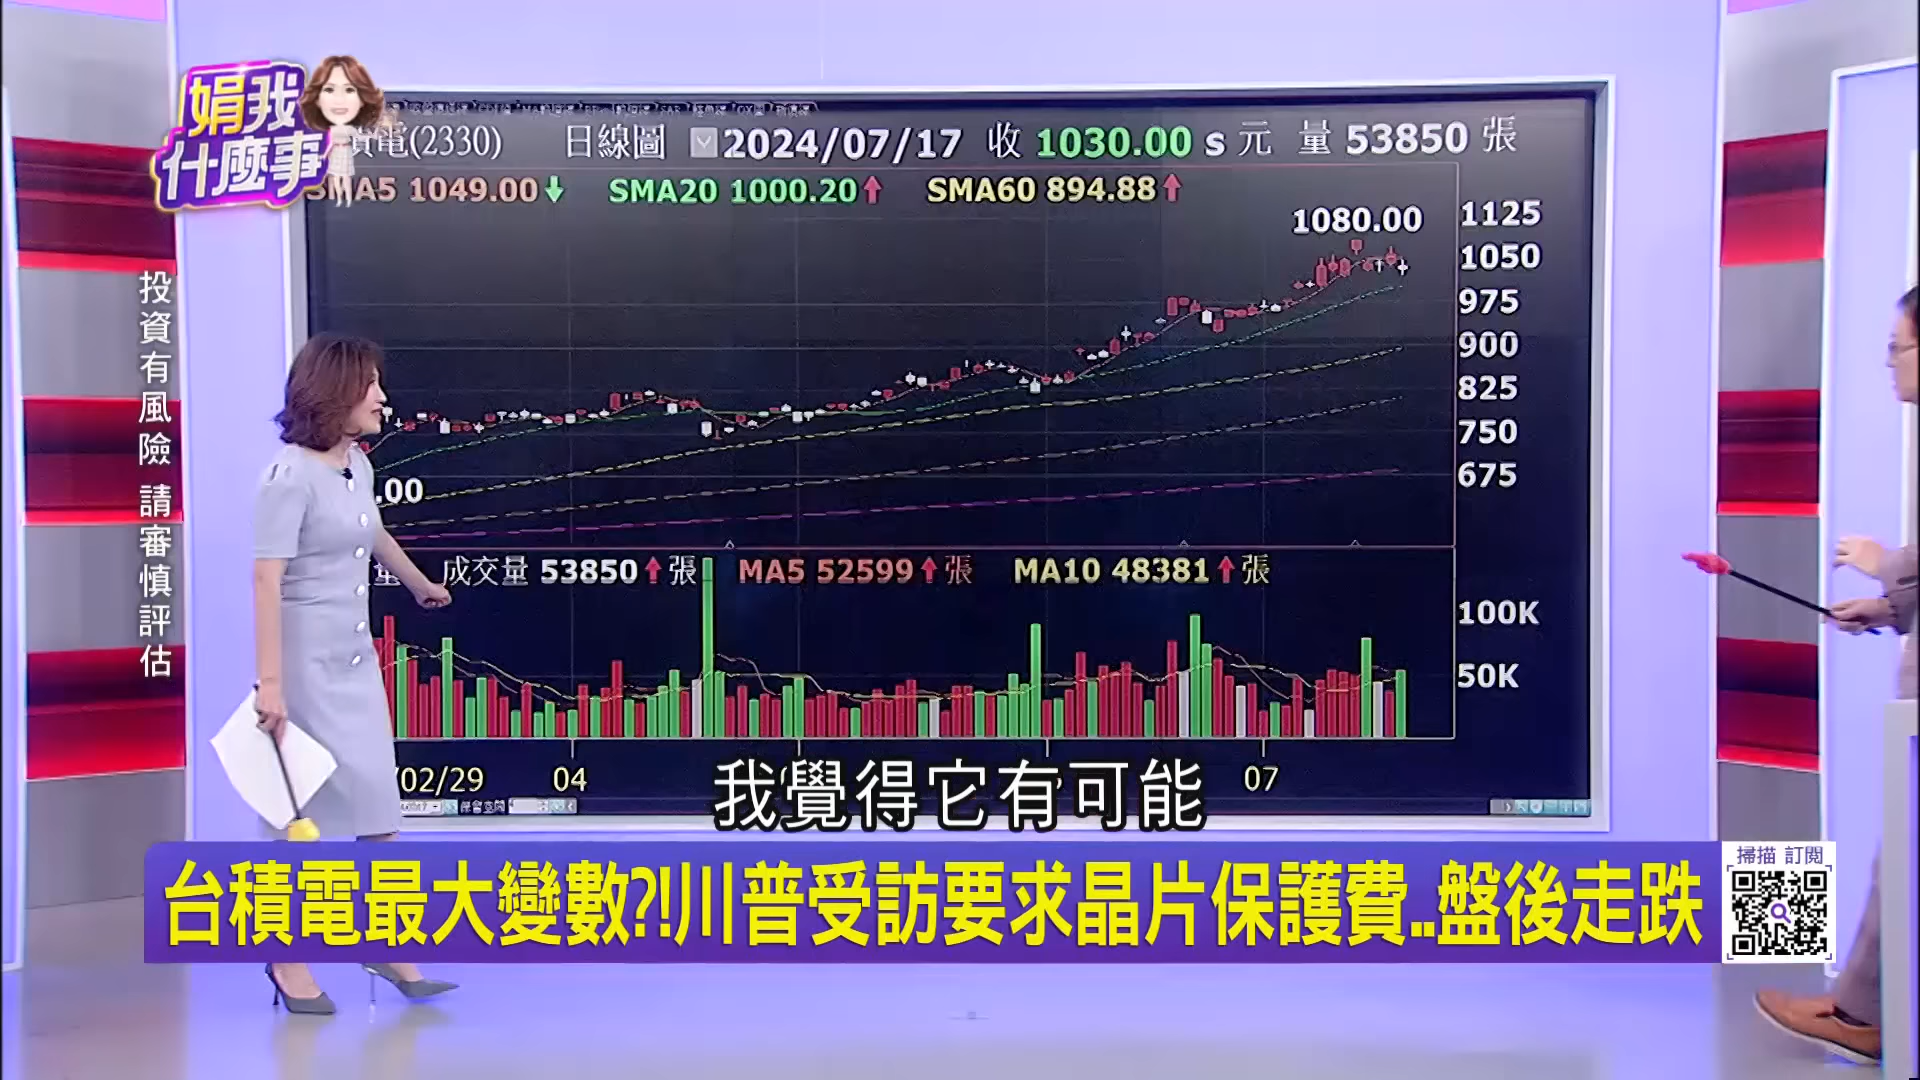 娟我
什麼事
積電(2330) 日線圖 2024/07/17 收 1030.00 s 元 量 53850 張
SMA5 1049.00↓ SMA20 1000.20↑ SMA60 894.88↑
1080.00
1125
1050
975
900
825
750
675
.00
量 成交量 53850↑張 MA5 52599↑張 MA10 48381↑張
100K
50K
/02/29 04 07
投資有風險 請審慎評估
我覺得它有可能
台積電最大變數?!川普受訪要求晶片保護費..盤後走跌
掃描 訂閱